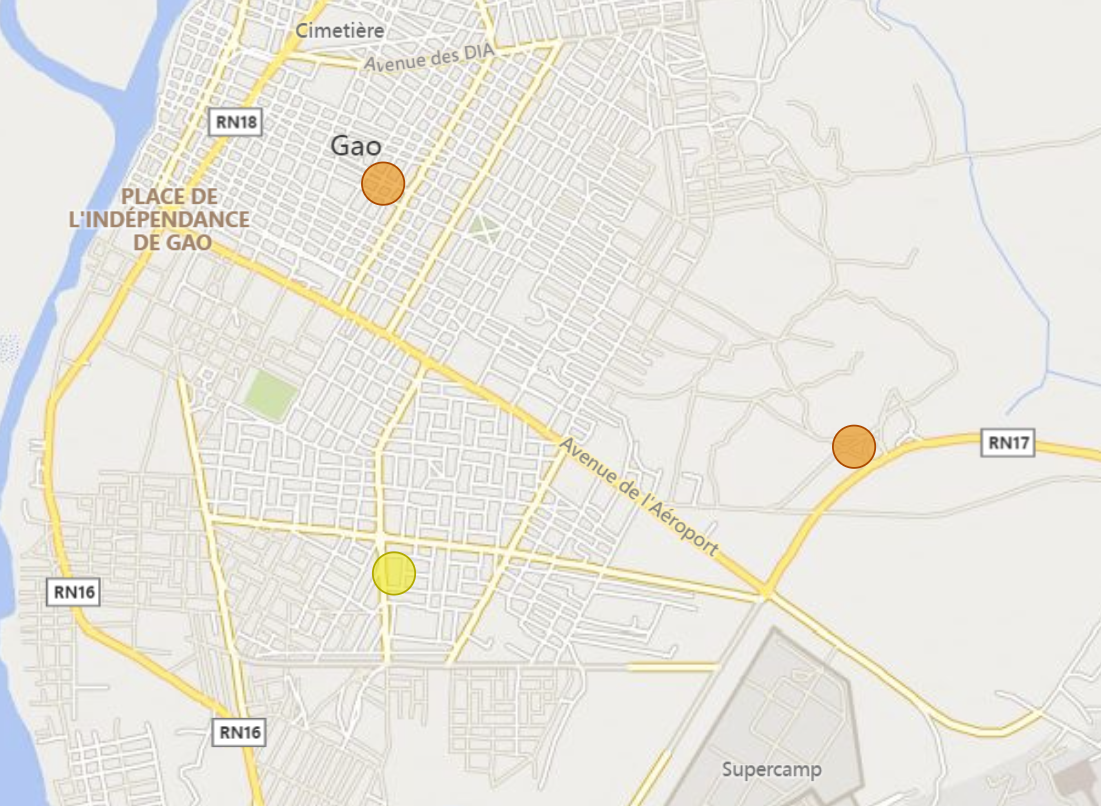 Cimetière
Avenue des DIA
RN18
Gao
PLACE DE
L'INDÉPENDANCE
DE GAO
RN17
Avenue de l'Aéroport
RN16
RN16
Supercamp